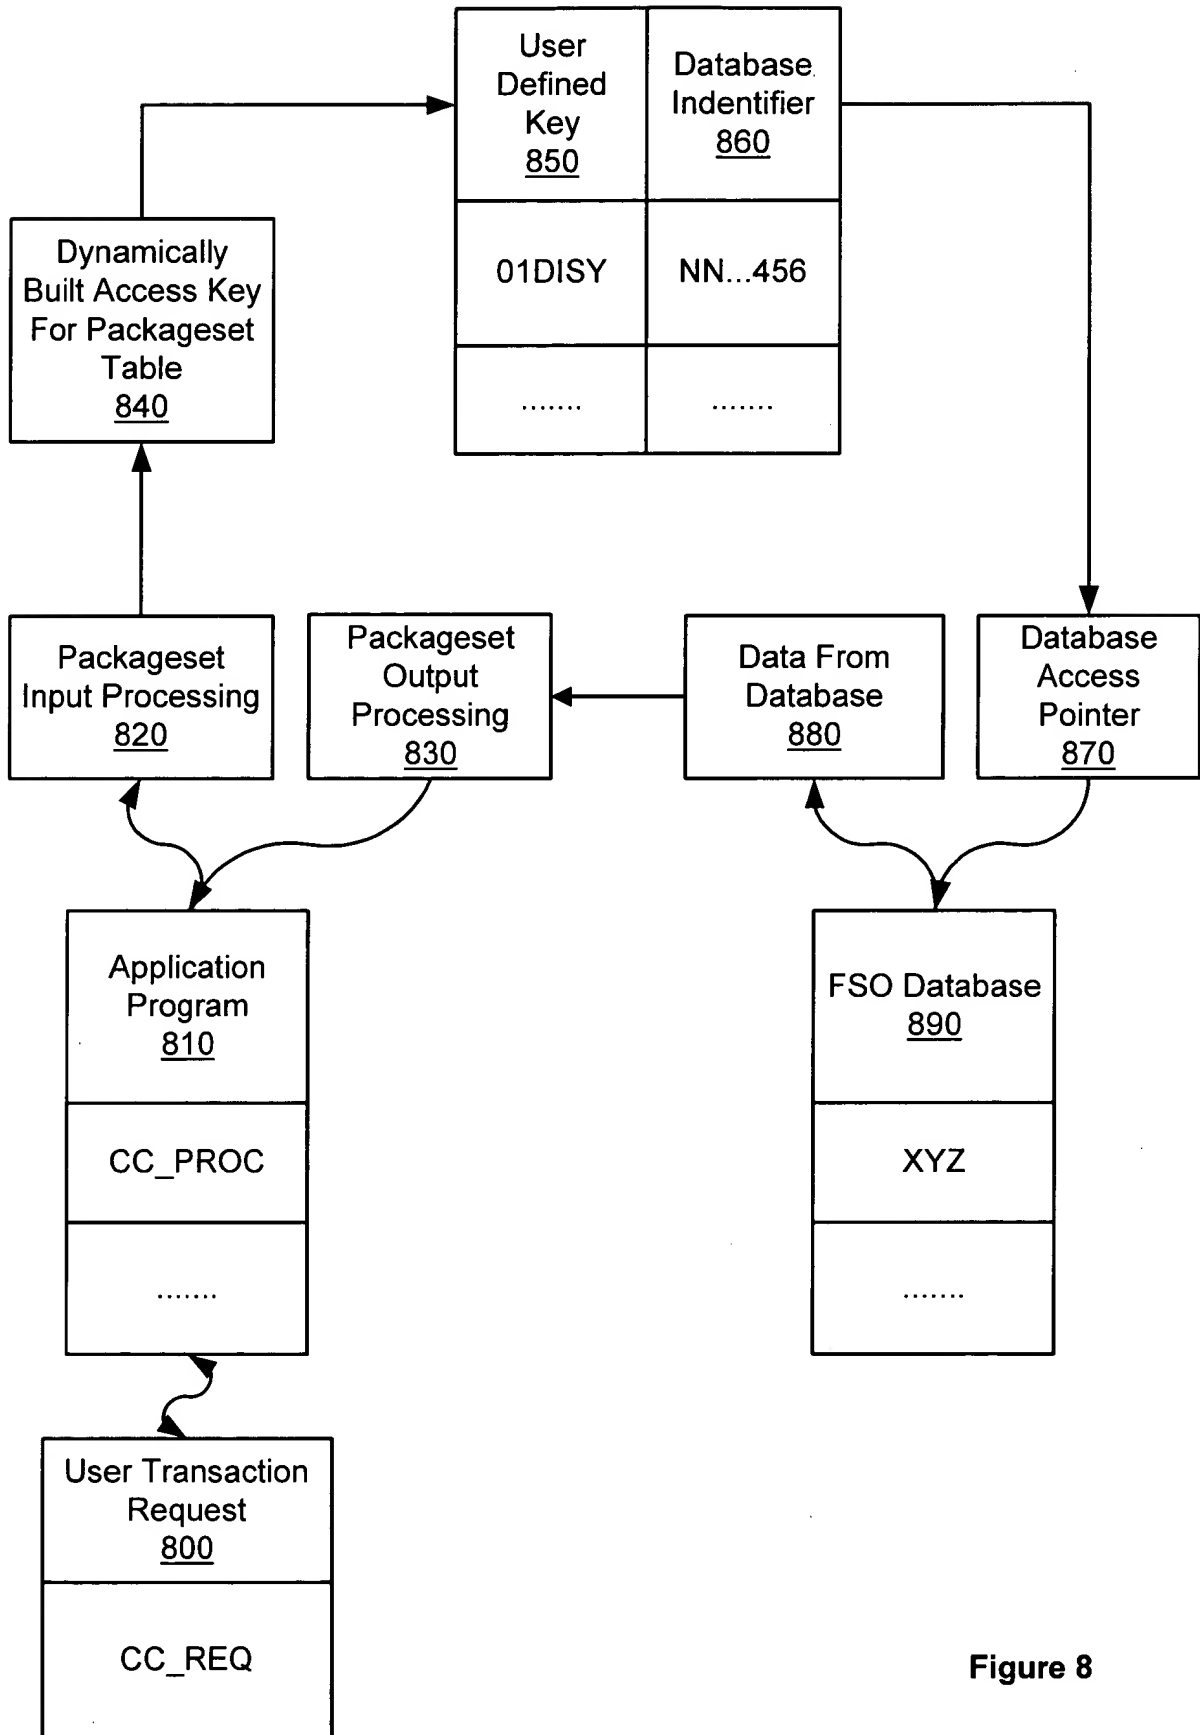 User
Defined
Key
850
Database
Indentifier
860
01DISY
NN...456
.......
.......
Dynamically
Built Access Key
For Packageset
Table
840
Packageset
Input Processing
820
Packageset
Output
Processing
830
Data From
Database
880
Database
Access
Pointer
870
Application
Program
810
CC_PROC
.......
FSO Database
890
XYZ
.......
User Transaction
Request
800
CC_REQ
Figure 8